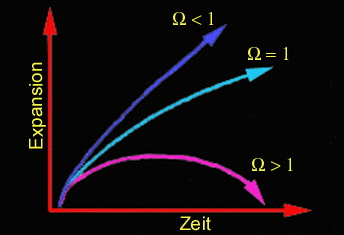 Ω < 1
Ω = 1
Expansion
Ω > 1
Zeit